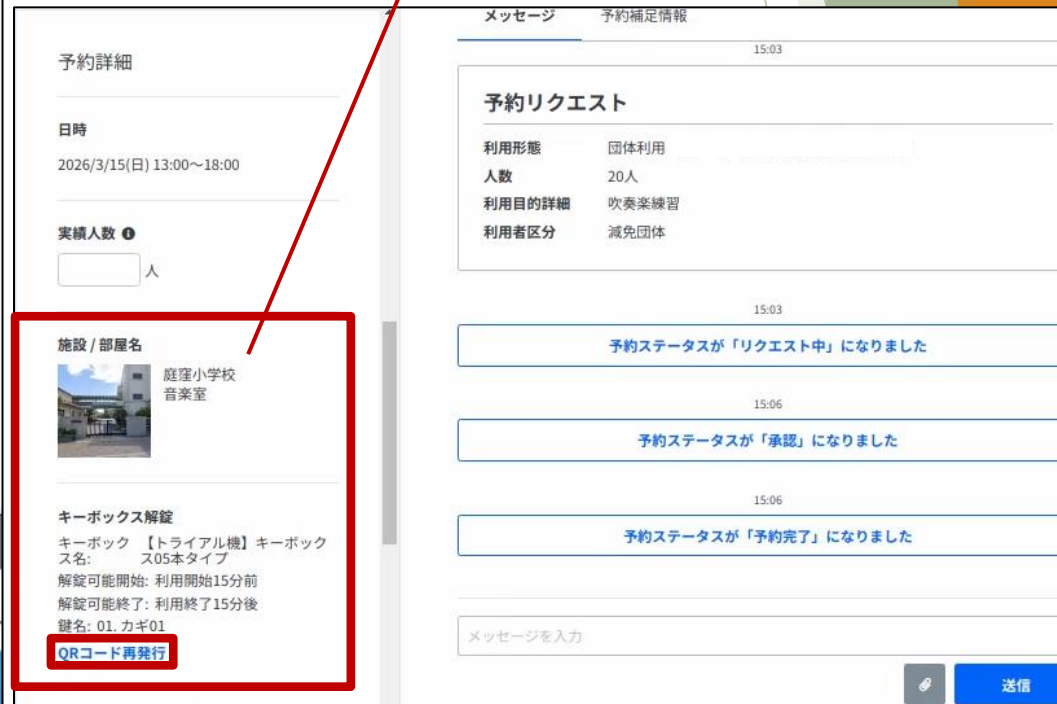 予約詳細
日時
2026/3/15(日) 13:00～18:00
実績人数
人
施設 / 部屋名
庭窪小学校
音楽室
キーボックス解錠
キーボック 【トライアル機】キーボック
ス名: ス05本タイプ
解錠可能開始: 利用開始15分前
解錠可能終了: 利用終了15分後
鍵名: 01. カギ01
QRコード再発行
メッセージ 予約補足情報
15:03
予約リクエスト
利用形態 団体利用
人数 20人
利用目的詳細 吹奏楽練習
利用者区分 減免団体
15:03
予約ステータスが「リクエスト中」になりました
15:06
予約ステータスが「承認」になりました
15:06
予約ステータスが「予約完了」になりました
メッセージを入力
送信